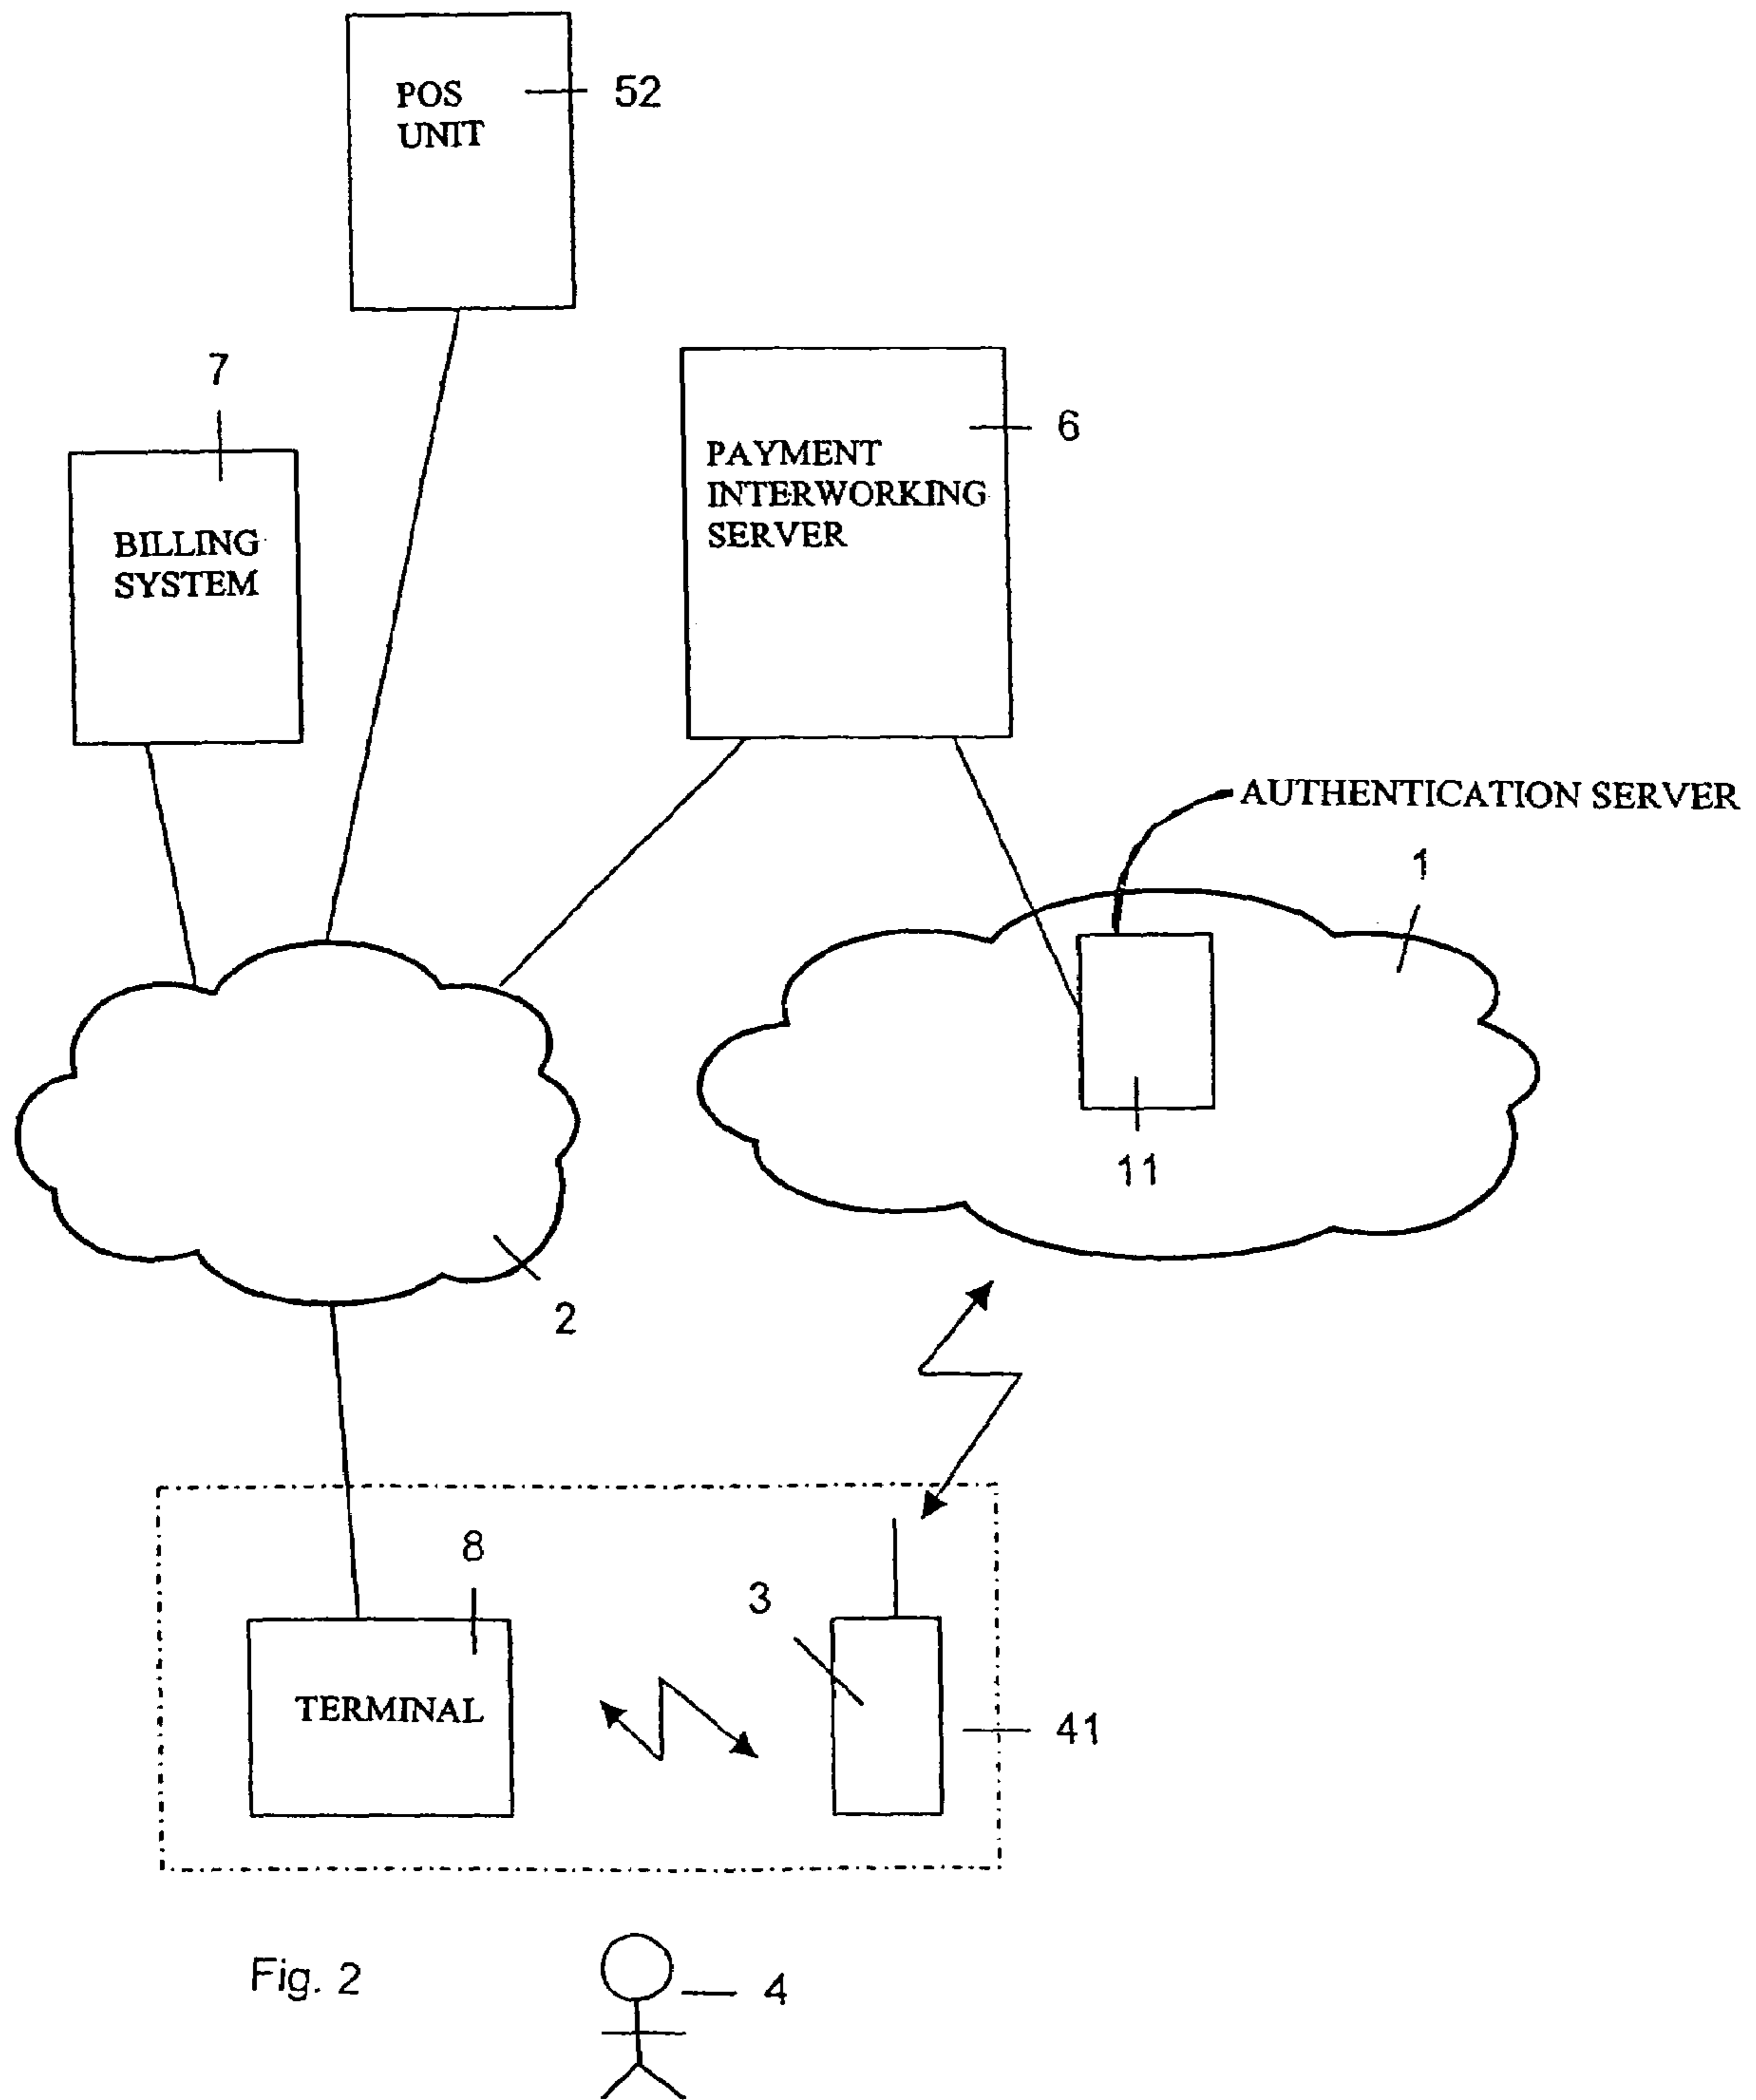 POS
UNIT
52
7
6
PAYMENT
INTERWORKING
SERVER
BILLING
SYSTEM
AUTHENTICATION SERVER
1
11
2
8
3
TERMINAL
41
Fig. 2
4